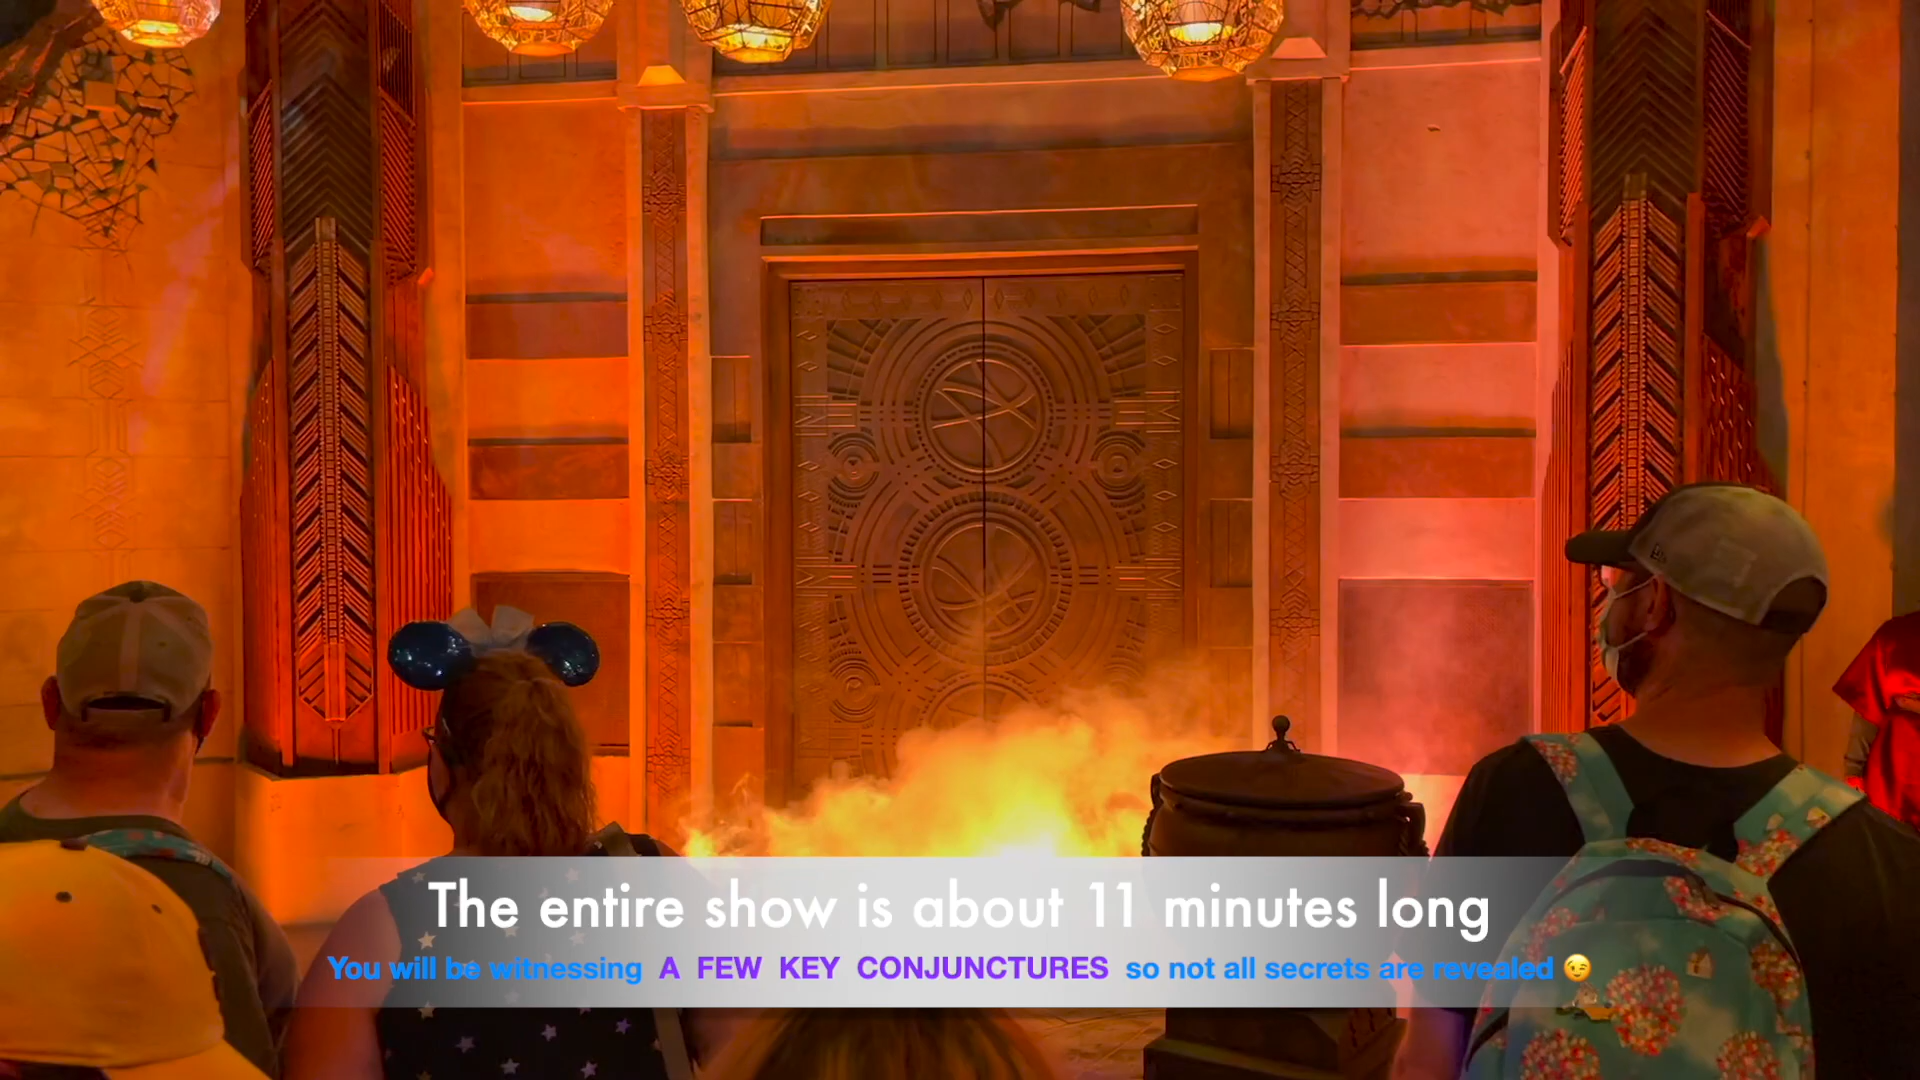 The entire show is about 11 minutes long
You will be witnessing A FEW KEY CONJUNCTURES so not all secrets are revealed 😉